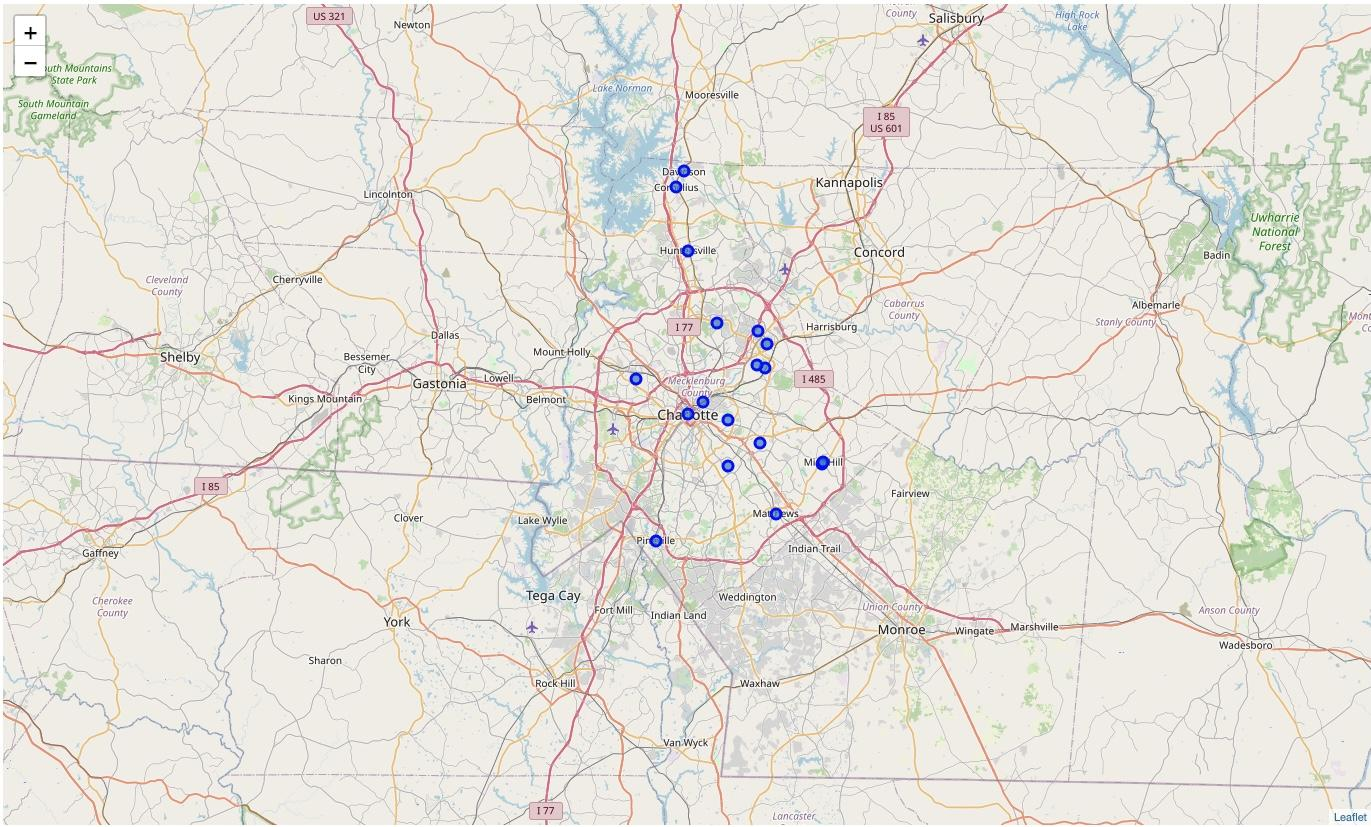 +
−
US 321
Newton
County
Salisbury
High Rock
Lake
South Mountains
State Park
South Mountain
Gameland
Lake Norman
Mooresville
I 85
US 601
Lincolnton
Kannapolis
Uwharrie
National
Forest
Concord
Badin
Cleveland
County
Cherryville
Cabarrus
County
Albemarle
Stanly County
I 77
Harrisburg
Dallas
Shelby
Bessemer
City
Mount Holly
Gastonia
Lowell
Mecklenburg
County
I 485
Kings Mountain
Belmont
I 85
Fairview
Clover
Lake Wylie
Indian Trail
Gaffney
Cherokee
County
Tega Cay
Weddington
Fort Mill
Indian Land
Union County
Anson County
York
Monroe
Wingate
Marshville
Wadesboro
Sharon
Rock Hill
Waxhaw
Van Wyck
I 77
Lancaster
Leaflet